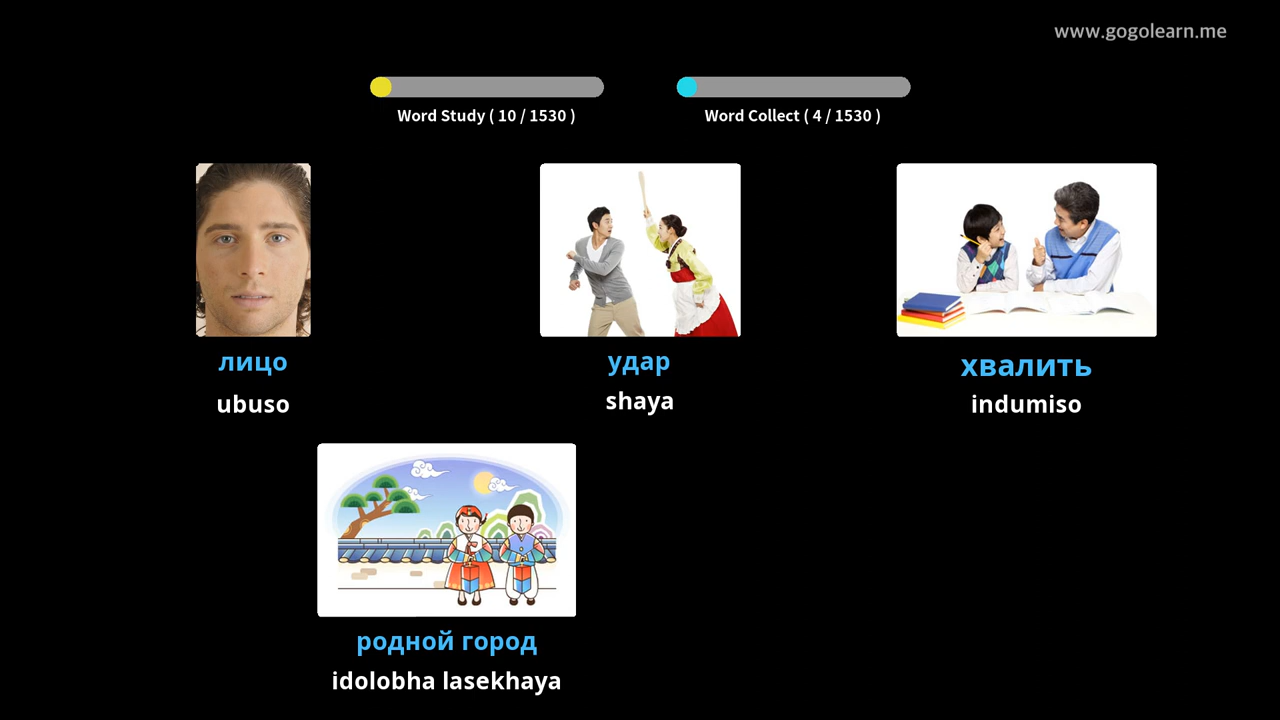 www.gogolearn.me
Word Study ( 10 / 1530 )
Word Collect ( 4 / 1530 )
лицо
ubuso
удар
shaya
хвалить
indumiso
родной город
idolobha lasekhaya